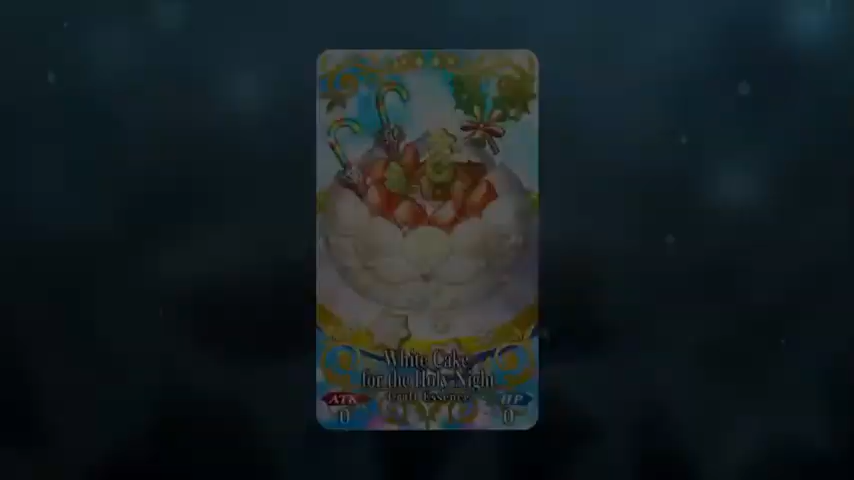 White Cake
for the Holy Night
Craft Essence
ATK HP
0 0